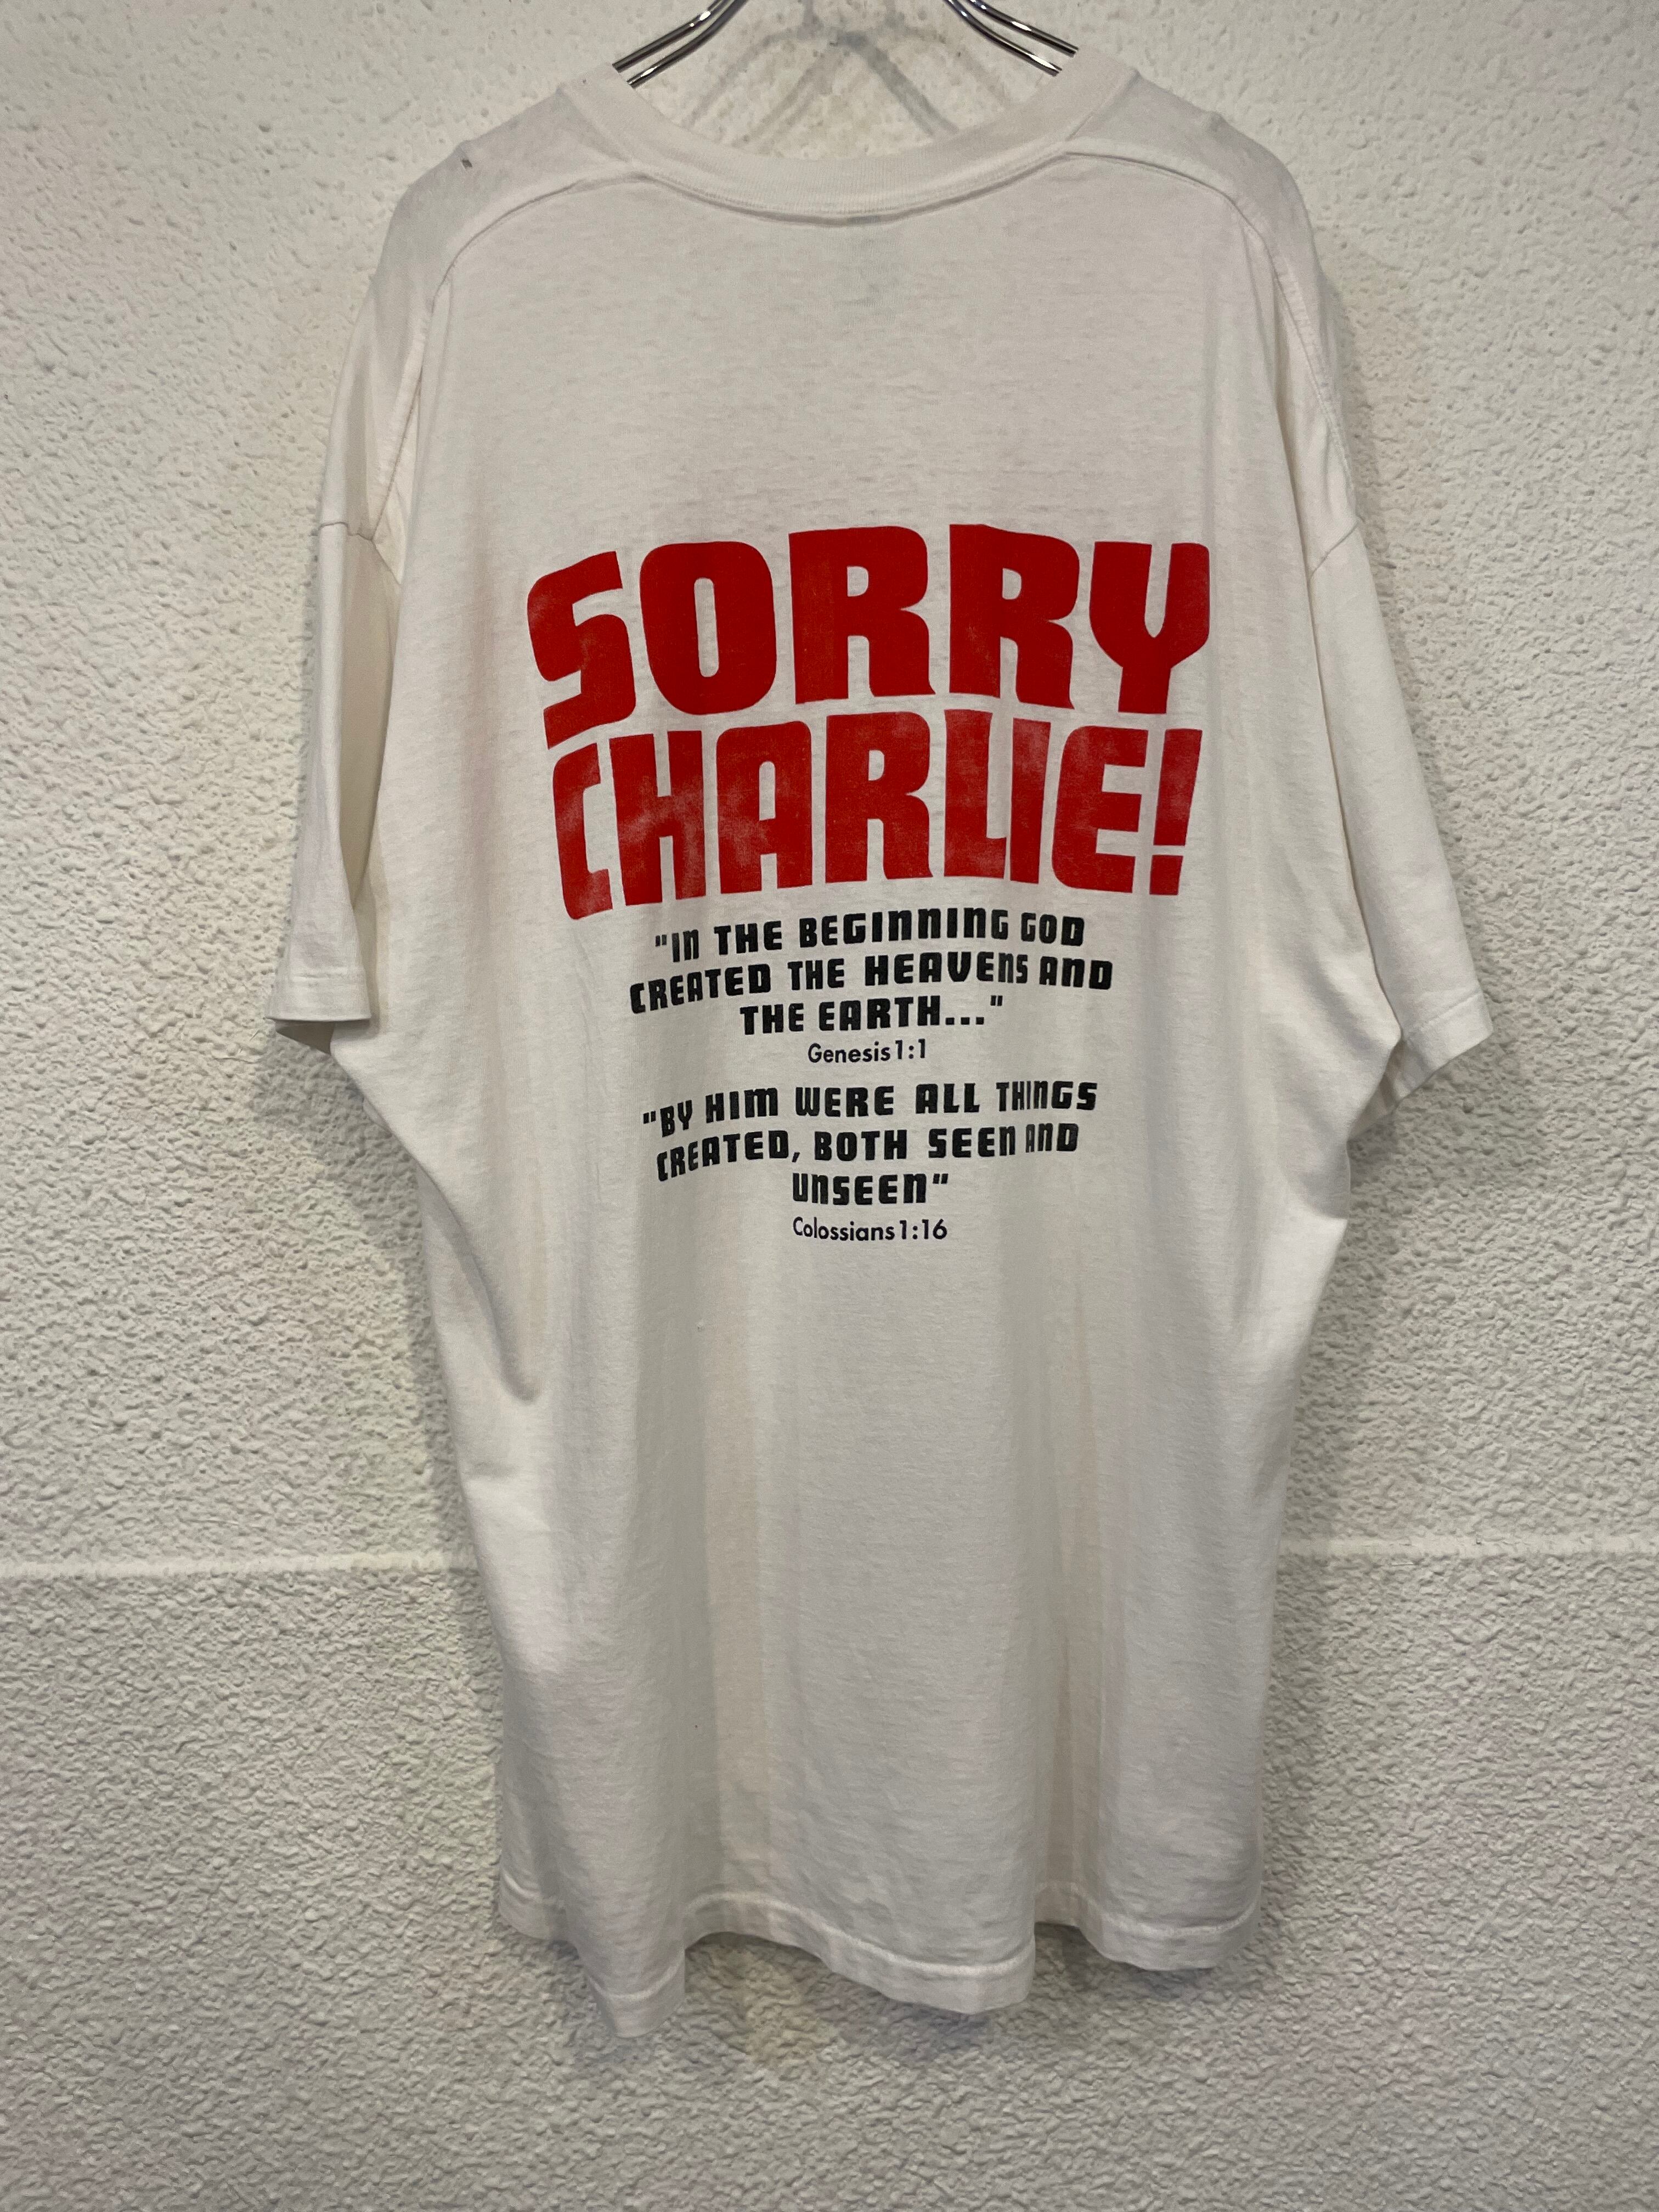 SORRY
CHARLIE!
"IN THE BEGINNING GOD
CREATED THE HEAVENS AND
THE EARTH..."
Genesis 1:1
"BY HIM WERE ALL THINGS
CREATED, BOTH SEEN AND
UNSEEN"
Colossians 1:16